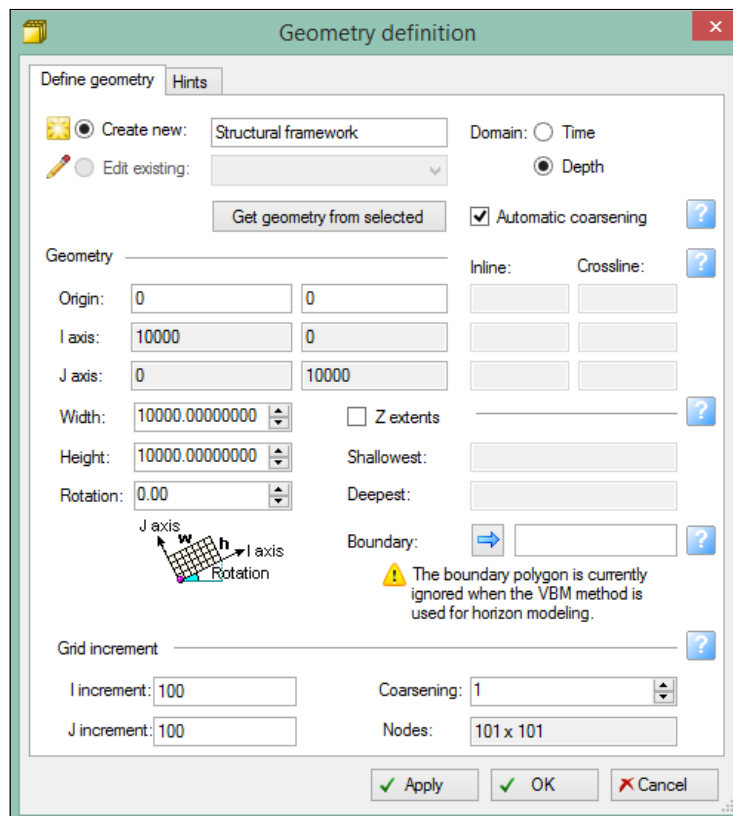 Geometry definition
Define geometry Hints
Create new: Structural framework Domain: Time
Edit existing: Depth
Get geometry from selected Automatic coarsening ?
Geometry Inline: Crossline: ?
Origin: 0 0
I axis: 10000 0
J axis: 0 10000
Width: 10000.00000000 Z extents ?
Height: 10000.00000000 Shallowest:
Rotation: 0.00 Deepest:
J axis
w h I axis
Rotation
Boundary: ?
The boundary polygon is currently
ignored when the VBM method is
used for horizon modeling.
Grid increment ?
I increment: 100 Coarsening: 1
J increment: 100 Nodes: 101 x 101
Apply OK Cancel